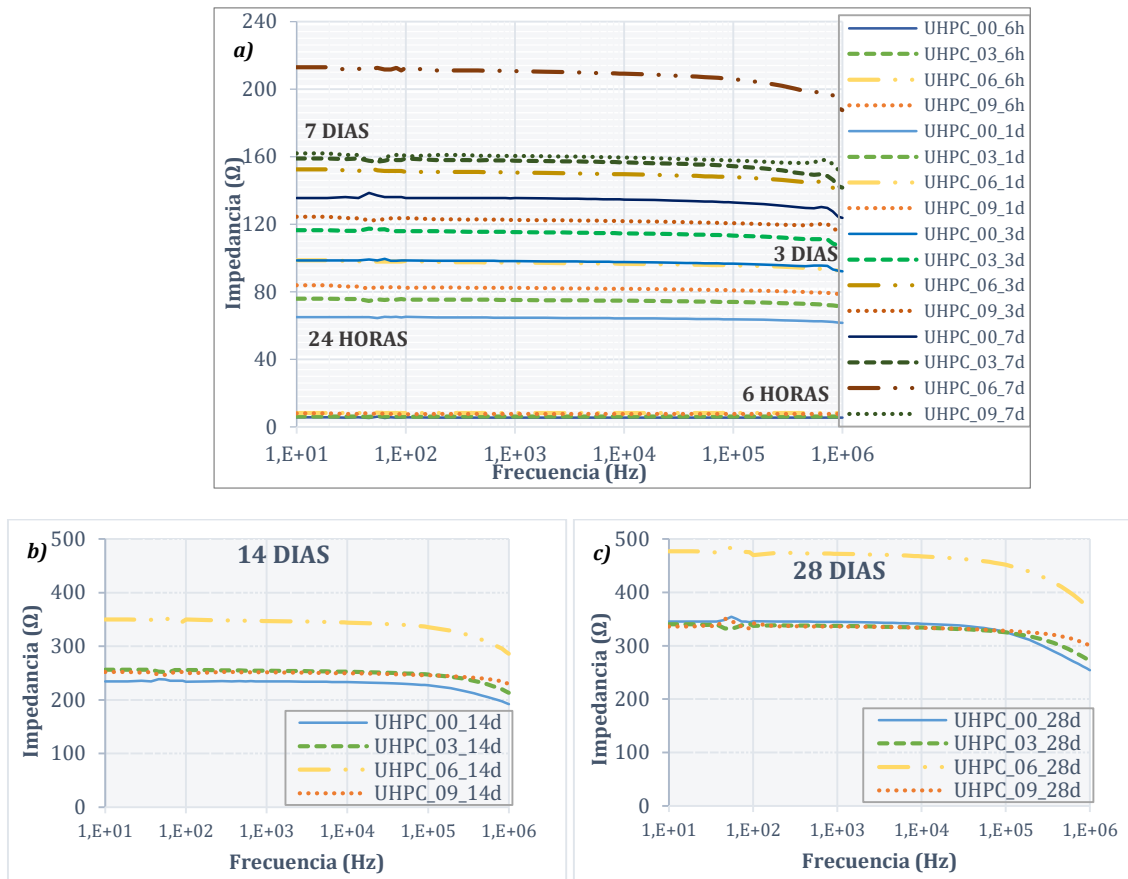 a)
240
200
160
120
80
40
0
Impedancia (Ω)
7 DIAS
3 DIAS
24 HORAS
6 HORAS
1,E+01 1,E+02 1,E+03 1,E+04 1,E+05 1,E+06
Frecuencia (Hz)
UHPC_00_6h
UHPC_03_6h
UHPC_06_6h
UHPC_09_6h
UHPC_00_1d
UHPC_03_1d
UHPC_06_1d
UHPC_09_1d
UHPC_00_3d
UHPC_03_3d
UHPC_06_3d
UHPC_09_3d
UHPC_00_7d
UHPC_03_7d
UHPC_06_7d
UHPC_09_7d
b)
14 DIAS
500
400
300
200
100
0
Impedancia (Ω)
UHPC_00_14d
UHPC_03_14d
UHPC_06_14d
UHPC_09_14d
1,E+01 1,E+02 1,E+03 1,E+04 1,E+05 1,E+06
Frecuencia (Hz)
c)
28 DIAS
500
400
300
200
100
0
Impedancia (Ω)
UHPC_00_28d
UHPC_03_28d
UHPC_06_28d
UHPC_09_28d
1,E+01 1,E+02 1,E+03 1,E+04 1,E+05 1,E+06
Frecuencia (Hz)